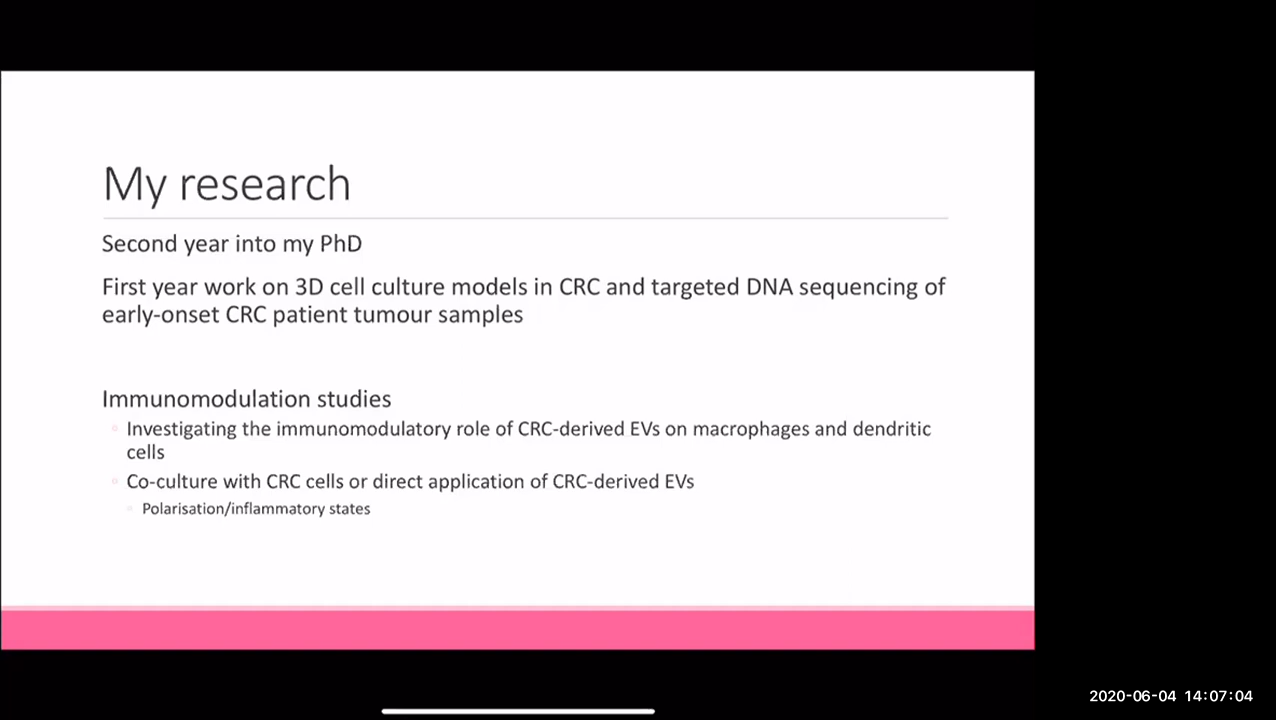 My research
Second year into my PhD
First year work on 3D cell culture models in CRC and targeted DNA sequencing of
early-onset CRC patient tumour samples
Immunomodulation studies
Investigating the immunomodulatory role of CRC-derived EVs on macrophages and dendritic
cells
Co-culture with CRC cells or direct application of CRC-derived EVs
Polarisation/inflammatory states
2020-06-04 14:07:04